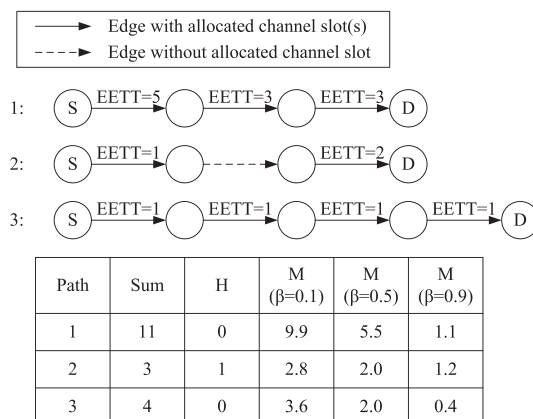 Edge with allocated channel slot(s)
Edge without allocated channel slot
1: S EETT=5 EETT=3 EETT=3 D
2: S EETT=1 EETT=2 D
3: S EETT=1 EETT=1 EETT=1 EETT=1 D
Path Sum H M (β=0.1) M (β=0.5) M (β=0.9)
1 11 0 9.9 5.5 1.1
2 3 1 2.8 2.0 1.2
3 4 0 3.6 2.0 0.4